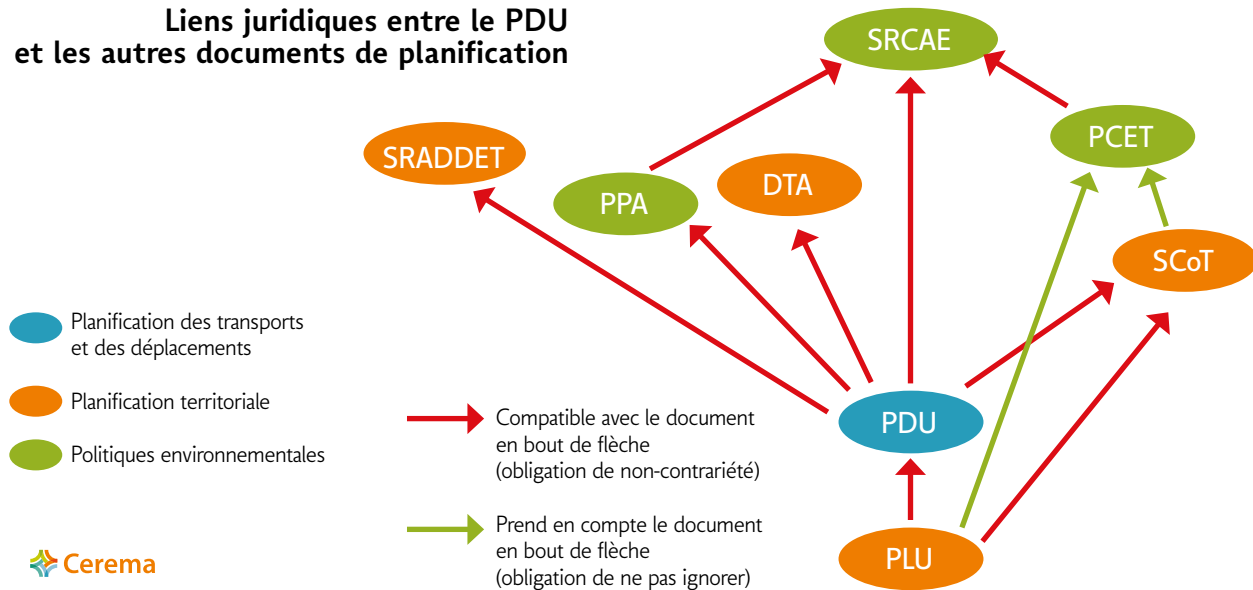 Liens juridiques entre le PDU
et les autres documents de planification
SRCAE
PCET
SRADDET
DTA
PPA
SCoT
Planification des transports
et des déplacements
Planification territoriale
Politiques environnementales
Compatible avec le document
en bout de flèche
(obligation de non-contrariété)
Prend en compte le document
en bout de flèche
(obligation de ne pas ignorer)
PDU
PLU
Cerema